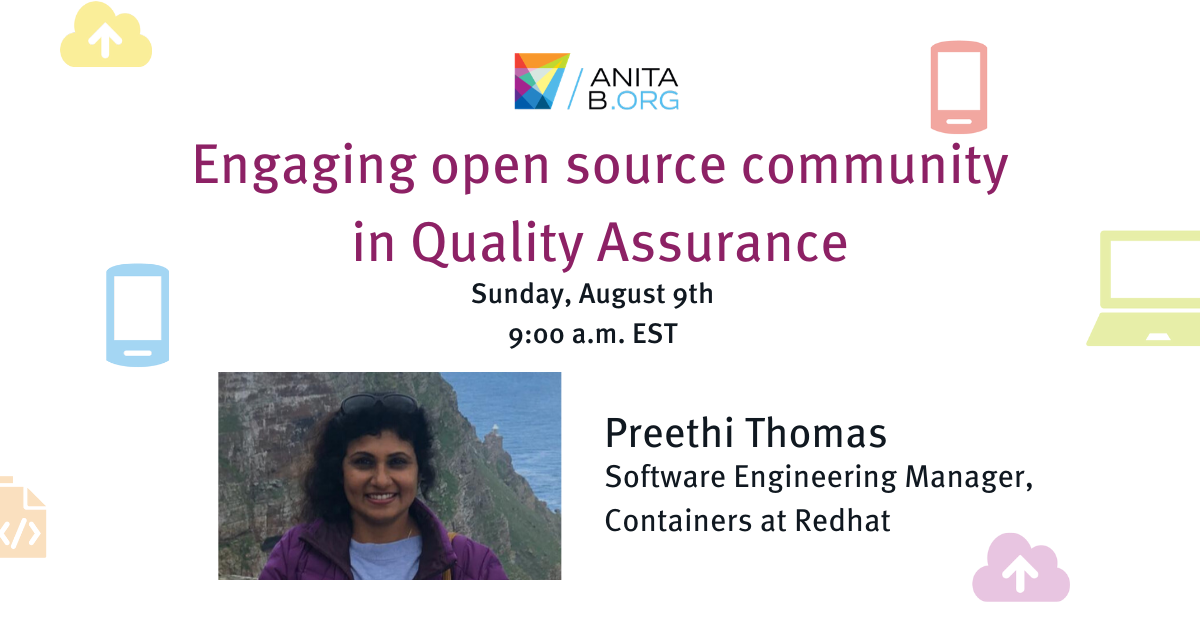 ANITA
B.ORG
Engaging open source community
in Quality Assurance
Sunday, August 9th
9:00 a.m. EST
Preethi Thomas
Software Engineering Manager,
Containers at Redhat
</>